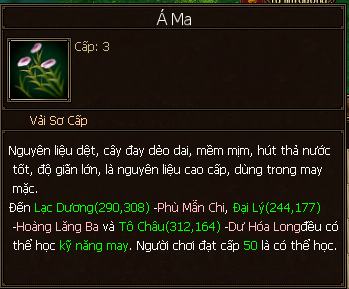 Á Ma
Cấp: 3
Vải Sơ Cấp
Nguyên liệu dệt, cây đay dẻo dai, mềm mịn, hút thả nước
tốt, độ giãn lớn, là nguyên liệu cao cấp, dùng trong may
mặc.
Đến Lạc Dương(290,308) -Phù Mẫn Chi, Đại Lý(244,177)
-Hoàng Lăng Ba và Tô Châu(312,164) -Dư Hóa Longđều có
thể học kỹ năng may. Người chơi đạt cấp 50 là có thể học.